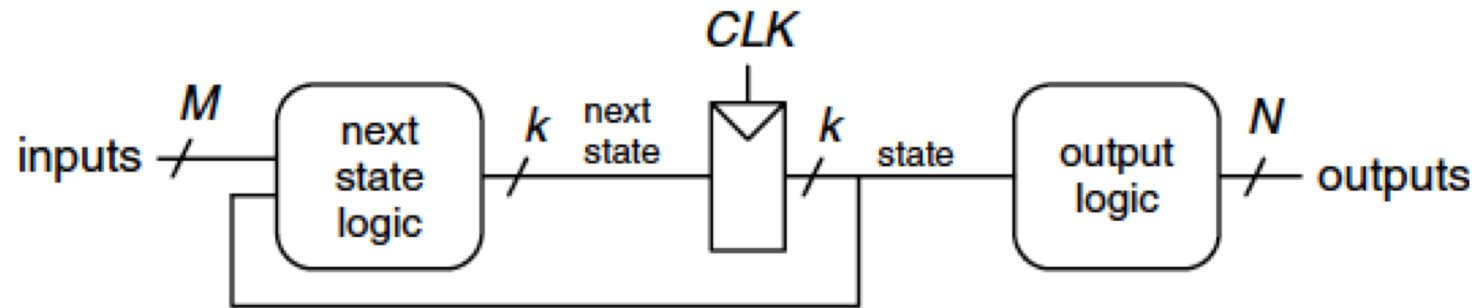 CLK
inputs
M
next
state
logic
k
next
state
k
state
output
logic
N
outputs